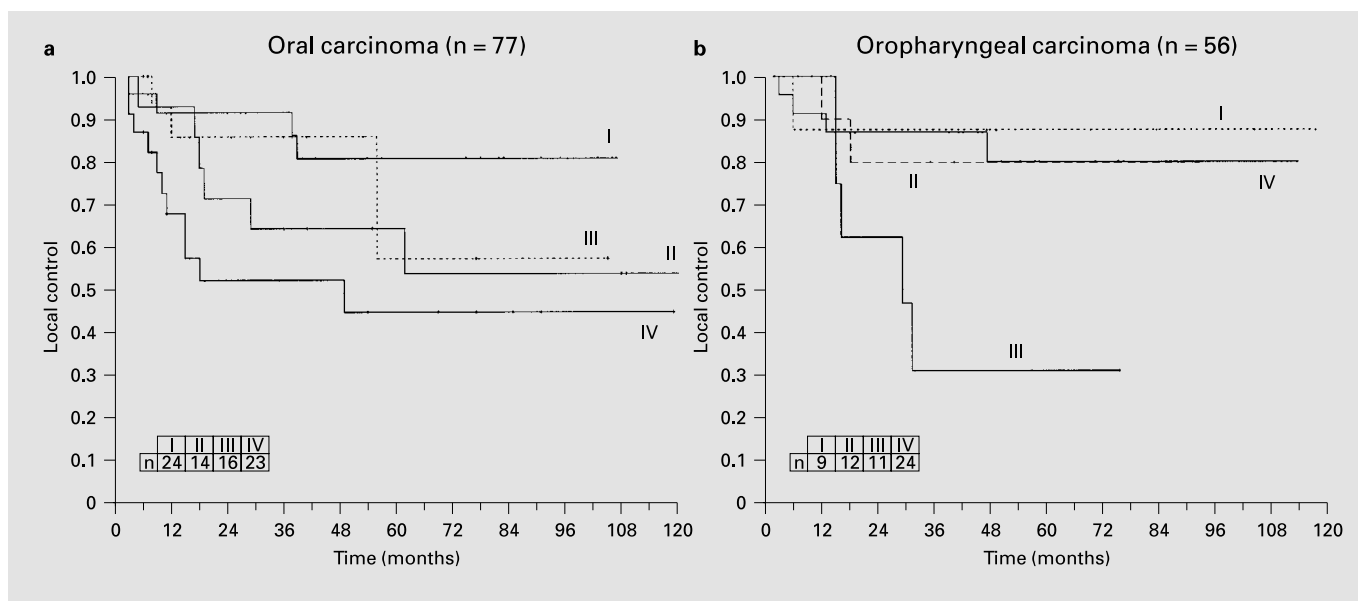 a
Oral carcinoma (n = 77)
1.0
0.9
0.8
0.7
0.6
0.5
0.4
0.3
0.2
0.1
0
Local control
I
III
II
IV
I II III IV
n 24 14 16 23
0 12 24 36 48 60 72 84 96 108 120
Time (months)
b
Oropharyngeal carcinoma (n = 56)
1.0
0.9
0.8
0.7
0.6
0.5
0.4
0.3
0.2
0.1
0
Local control
I
II
IV
III
I II III IV
n 9 12 11 24
0 12 24 36 48 60 72 84 96 108 120
Time (months)